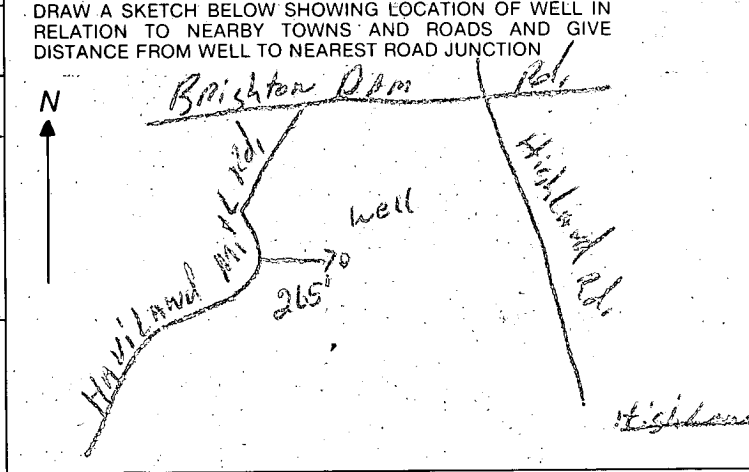 DRAW A SKETCH BELOW SHOWING LOCATION OF WELL IN
RELATION TO NEARBY TOWNS AND ROADS AND GIVE
DISTANCE FROM WELL TO NEAREST ROAD JUNCTION
N
Brighton Dam Rd.
Haviland Mill Rd.
well
265'
Highland Rd.
Highland